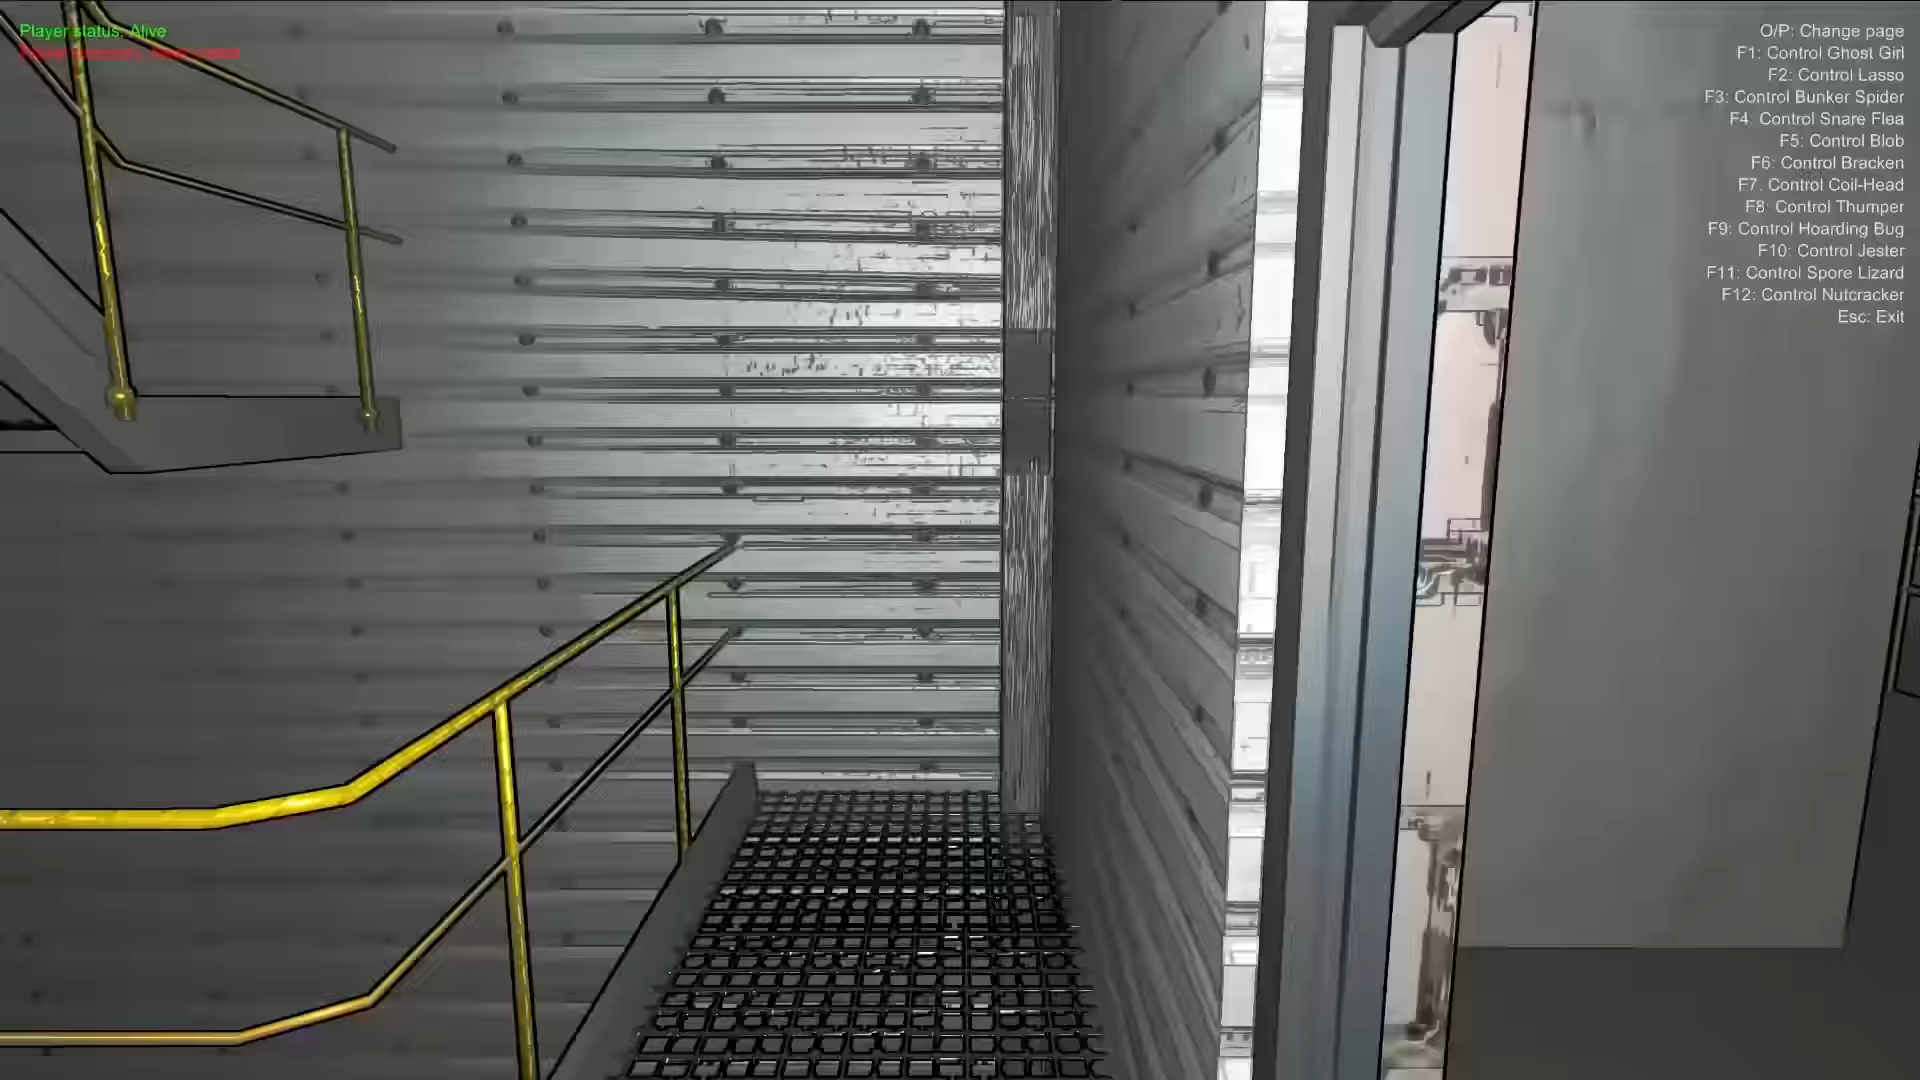 Player status: Alive
O/P: Change page
F1: Control Ghost Girl
F2: Control Lasso
F3: Control Bunker Spider
F4: Control Snare Flea
F5: Control Blob
F6: Control Bracken
F7: Control Coil-Head
F8: Control Thumper
F9: Control Hoarding Bug
F10: Control Jester
F11: Control Spore Lizard
F12: Control Nutcracker
Esc: Exit